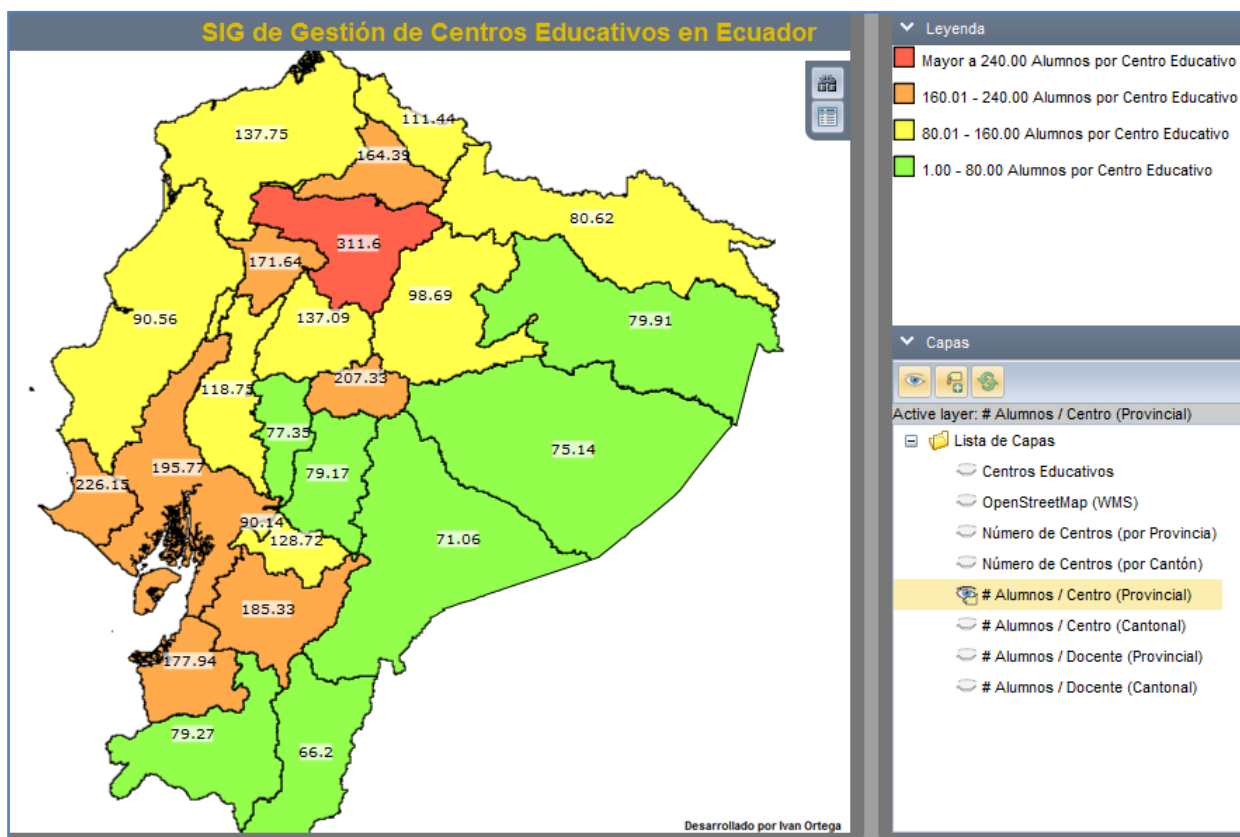 SIG de Gestión de Centros Educativos en Ecuador
137.75
111.44
164.39
80.62
311.6
171.64
98.69
79.91
90.56
137.09
207.33
118.75
77.35
75.14
195.77
79.17
226.15
90.14
128.72
71.06
185.33
177.94
79.27
66.2
Desarrollado por Ivan Ortega
Leyenda
Mayor a 240.00 Alumnos por Centro Educativo
160.01 - 240.00 Alumnos por Centro Educativo
80.01 - 160.00 Alumnos por Centro Educativo
1.00 - 80.00 Alumnos por Centro Educativo
Capas
Active layer: # Alumnos / Centro (Provincial)
Lista de Capas
Centros Educativos
OpenStreetMap (WMS)
Número de Centros (por Provincia)
Número de Centros (por Cantón)
# Alumnos / Centro (Provincial)
# Alumnos / Centro (Cantonal)
# Alumnos / Docente (Provincial)
# Alumnos / Docente (Cantonal)